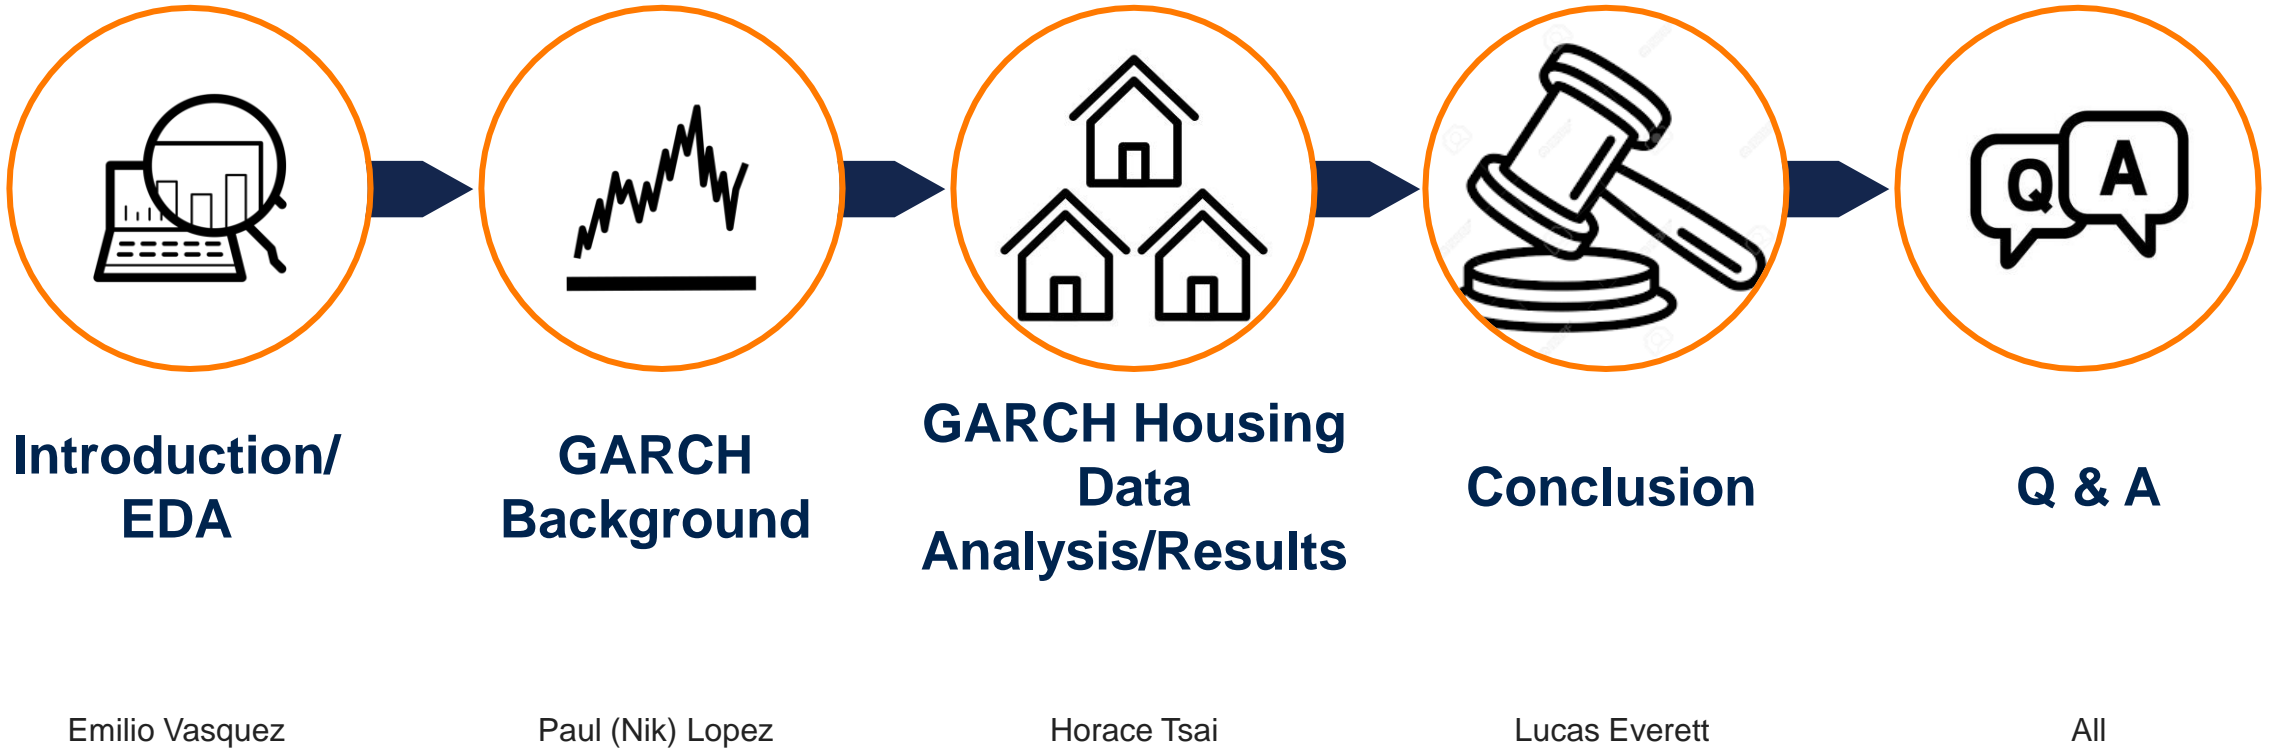 Q
A
Introduction/
EDA
GARCH
Background
GARCH Housing
Data
Analysis/Results
Conclusion
Q & A
Emilio Vasquez
Paul (Nik) Lopez
Horace Tsai
Lucas Everett
All